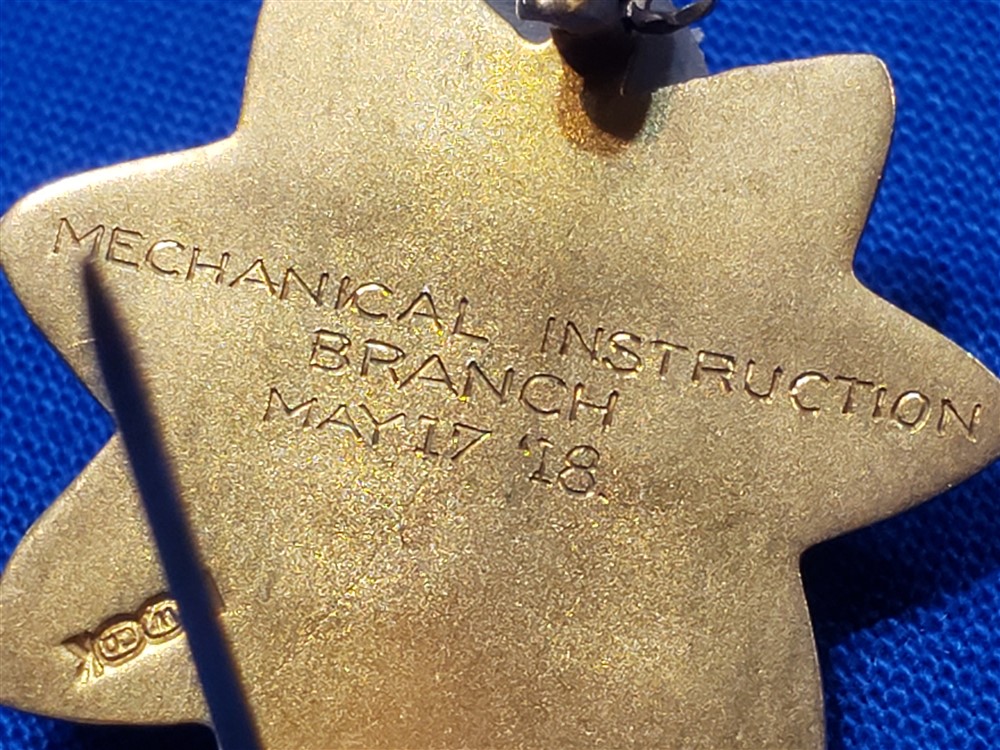 MECHANICAL INSTRUCTION
BRANCH
MAY 17 '18.